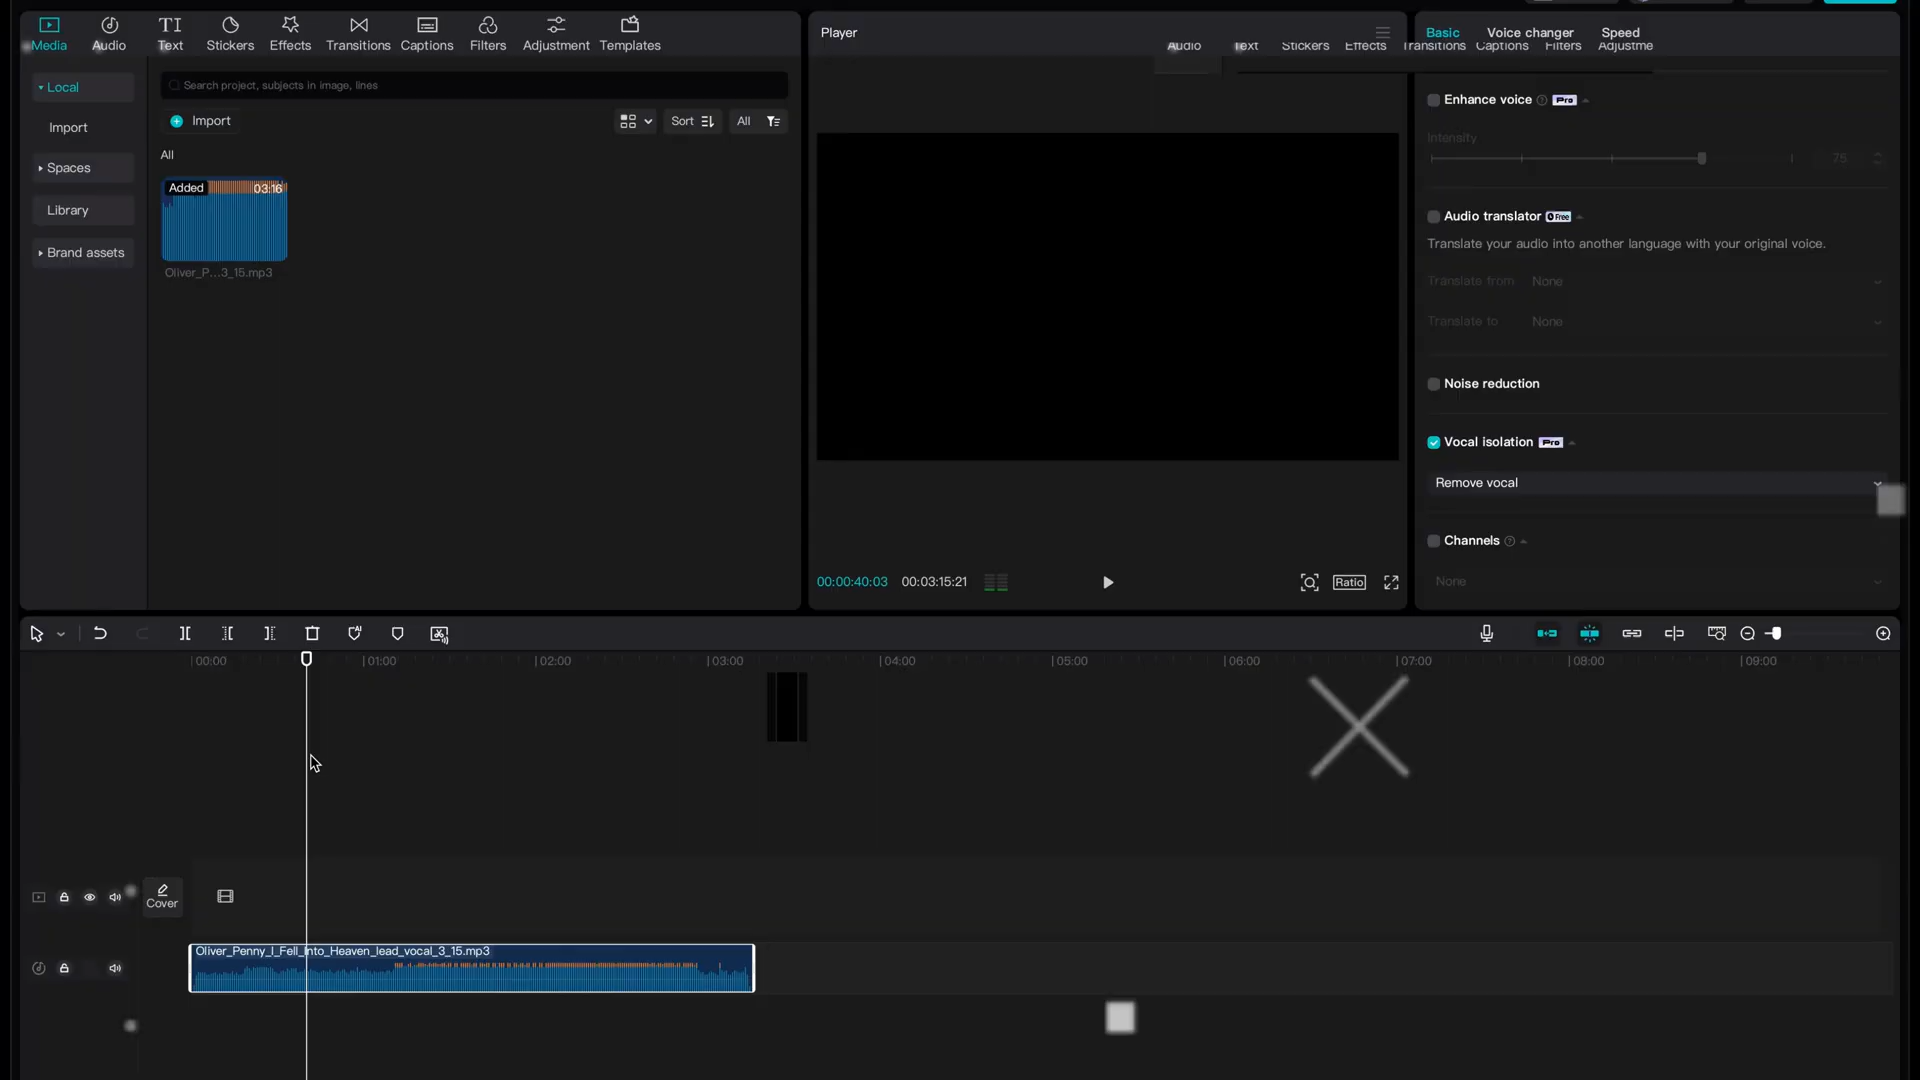 Media Audio Text Stickers Effects Transitions Captions Filters Adjustment Templates
Local
Import
Spaces
Library
Brand assets
Search project, subjects in image, lines
Import
Sort
All
All
Added 03:16
Oliver_P...3_15.mp3
Player
Audio Text Stickers Effects Transitions Captions Filters Adjustme
00:00:40:03 00:03:15:21
Ratio
Basic Voice changer Speed
Enhance voice Pro
Intensity
75
Audio translator Free
Translate your audio into another language with your original voice.
Translate from None
Translate to None
Noise reduction
Vocal isolation Pro
Remove vocal
Channels
None
00:00 01:00 02:00 03:00 04:00 05:00 06:00 07:00 08:00 09:00
Cover
Oliver_Penny_I_Fell_Into_Heaven_lead_vocal_3_15.mp3